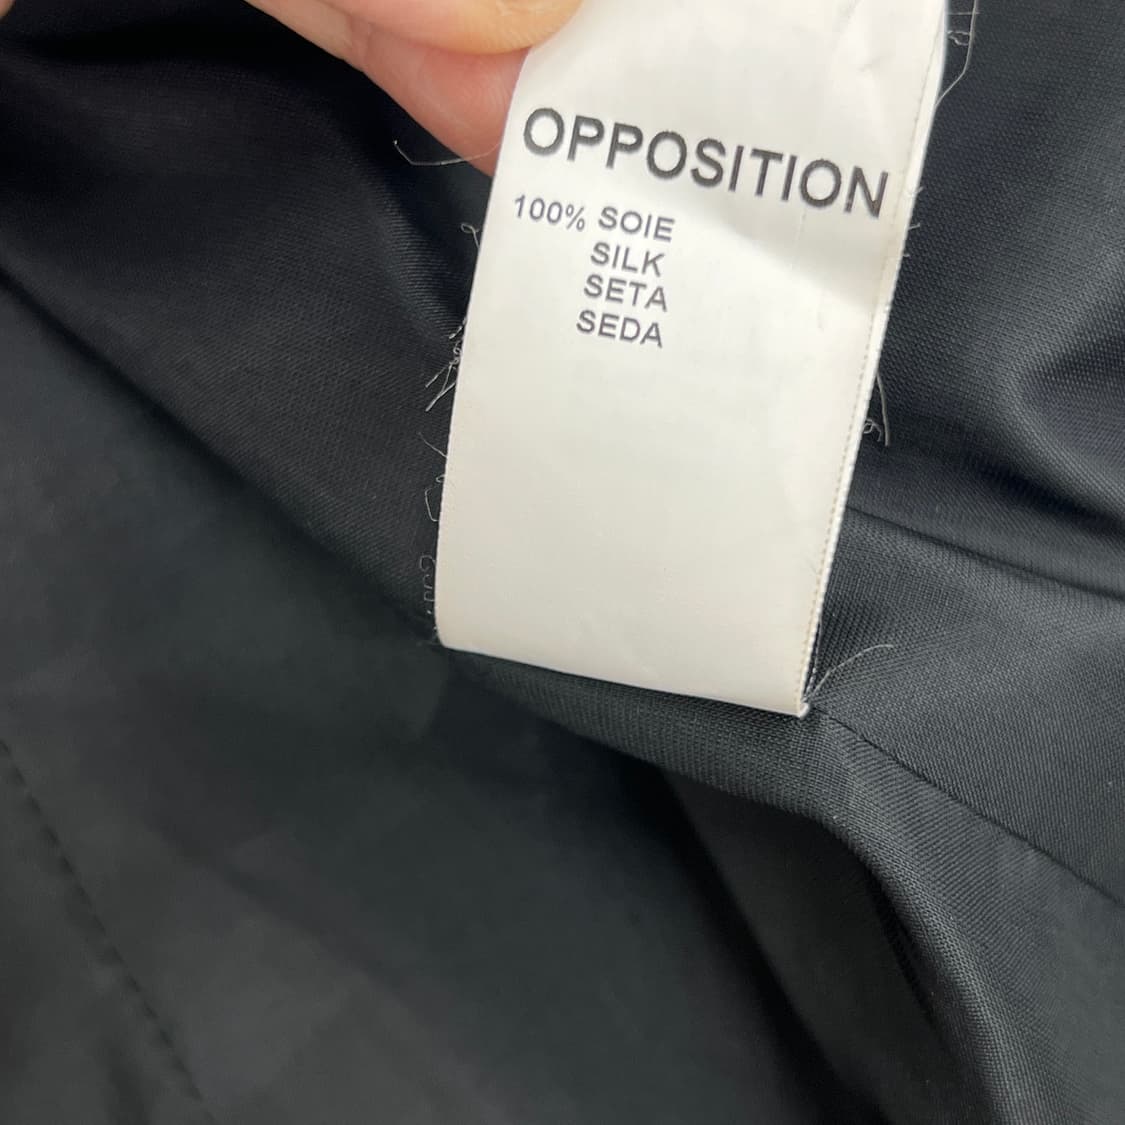 OPPOSITION
100% SOIE
SILK
SETA
SEDA